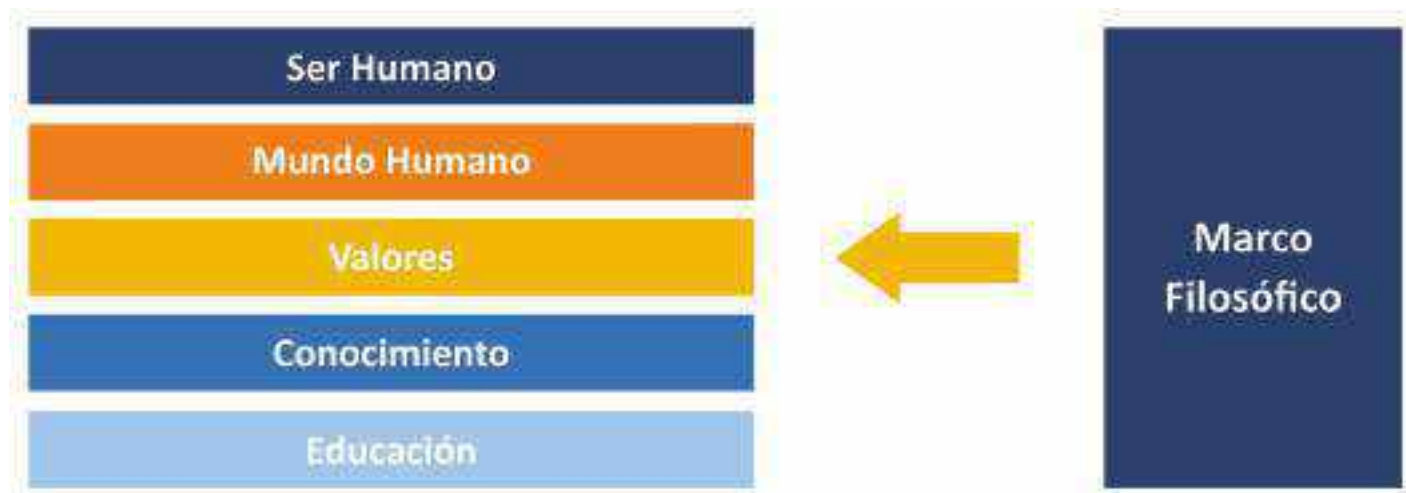 Ser Humano
Mundo Humano
Valores
Conocimiento
Educación
Marco
Filosófico